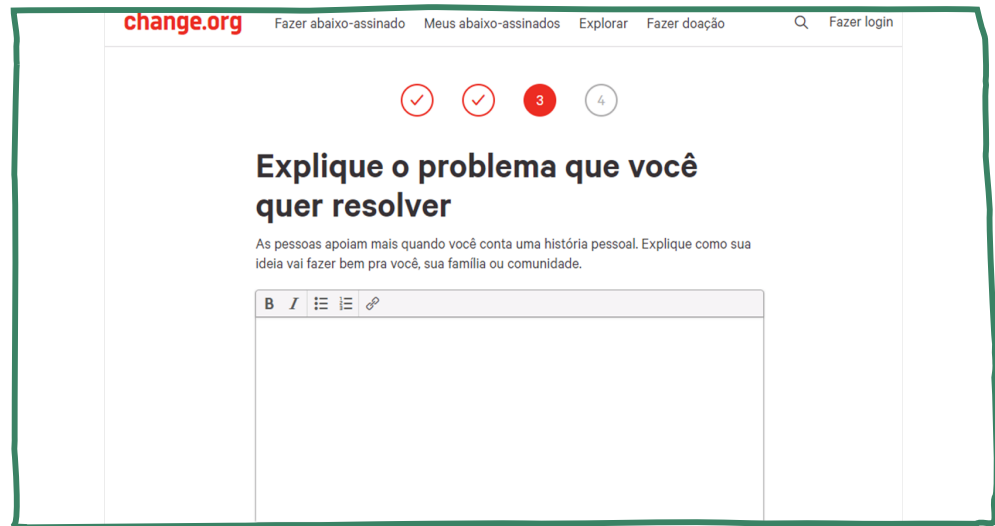 change.org Fazer abaixo-assinado Meus abaixo-assinados Explorar Fazer doação Fazer login
3 4
Explique o problema que você
quer resolver
As pessoas apoiam mais quando você conta uma história pessoal. Explique como sua
ideia vai fazer bem pra você, sua família ou comunidade.
B I